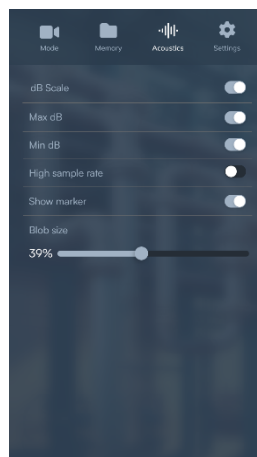 Mode Memory Acoustics Settings
dB Scale
Max dB
Min dB
High sample rate
Show marker
Blob size
39%